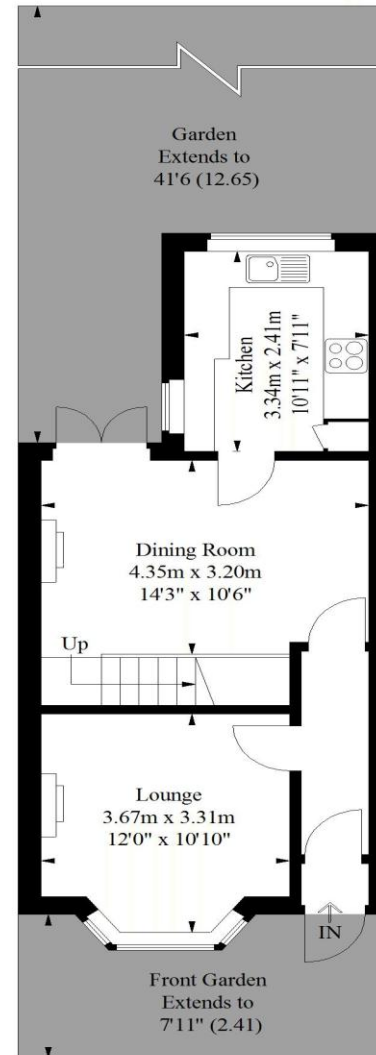 Garden
Extends to
41'6 (12.65)
Kitchen
3.34m x 2.41m
10'11" x 7'11"
Dining Room
4.35m x 3.20m
14'3" x 10'6"
Up
Lounge
3.67m x 3.31m
12'0" x 10'10"
IN
Front Garden
Extends to
7'11" (2.41)